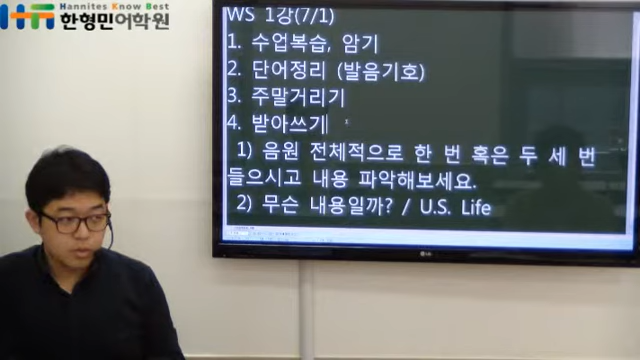 Hannites Know Best
한형민어학원
WS 1강(7/1)
1. 수업복습, 암기
2. 단어정리 (발음기호)
3. 주말거리기
4. 받아쓰기
1) 음원 전체적으로 한 번 혹은 두 세 번
들으시고 내용 파악해보세요.
2) 무슨 내용일까? / U.S. Life
LG